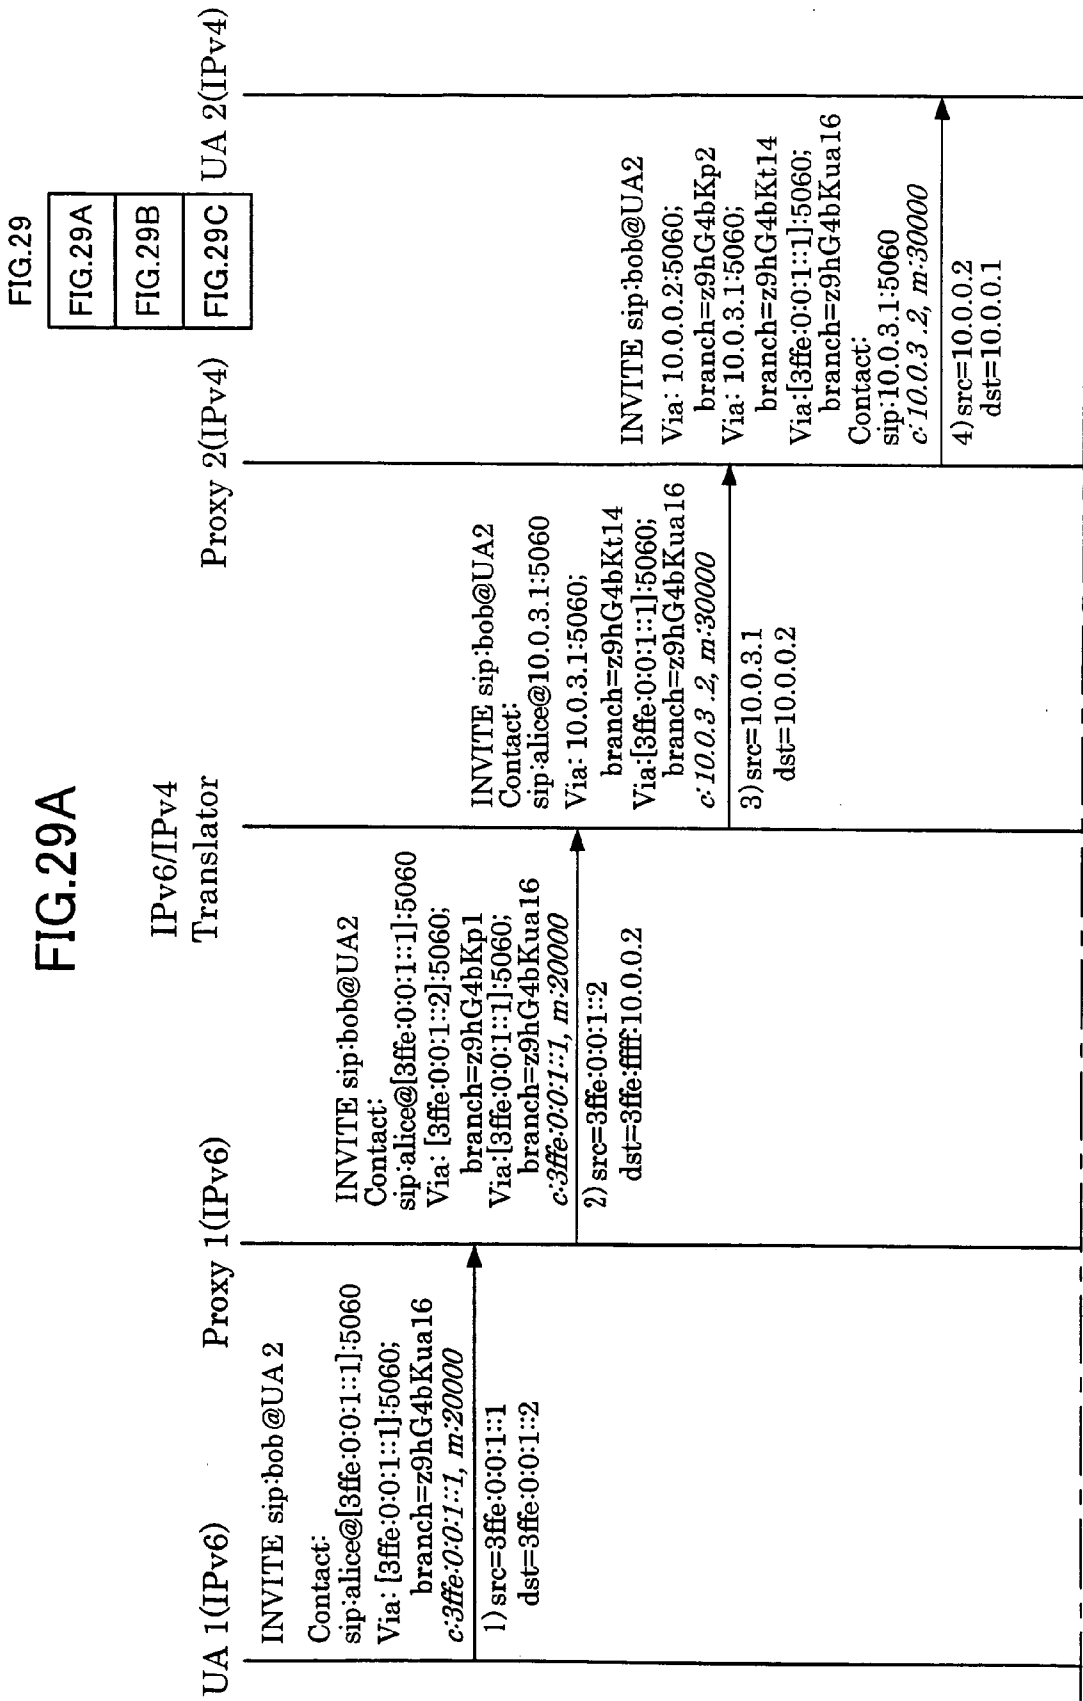 FIG.29A
FIG.29
FIG.29A
FIG.29B
FIG.29C
UA 1(IPv6)
Proxy 1(IPv6)
IPv6/IPv4
Translator
Proxy 2(IPv4)
UA 2(IPv4)
INVITE sip:bob@UA 2
Contact:
sip:alice@[3ffe:0:0:1::1]:5060
Via: [3ffe:0:0:1::1]:5060;
branch=z9hG4bKua16
c:3ffe:0:0:1::1, m:20000
1) src=3ffe:0:0:1::1
dst=3ffe:0:0:1::2
INVITE sip:bob@UA2
Contact:
sip:alice@[3ffe:0:0:1::1]:5060
Via: [3ffe:0:0:1::2]:5060;
branch=z9hG4bKp1
Via:[3ffe:0:0:1::1]:5060;
branch=z9hG4bKua16
c:3ffe:0:0:1::1, m:20000
2) src=3ffe:0:0:1::2
dst=3ffe:ffff:10.0.0.2
INVITE sip:bob@UA2
Contact:
sip:alice@10.0.3.1:5060
Via: 10.0.3.1:5060;
branch=z9hG4bKt14
Via:[3ffe:0:0:1::1]:5060;
branch=z9hG4bKua16
c:10.0.3 .2, m:30000
3) src=10.0.3.1
dst=10.0.0.2
INVITE sip:bob@UA2
Via: 10.0.0.2:5060;
branch=z9hG4bKp2
Via: 10.0.3.1:5060;
branch=z9hG4bKt14
Via:[3ffe:0:0:1::1]:5060;
branch=z9hG4bKua16
Contact:
sip:10.0.3.1:5060
c:10.0.3 .2, m:30000
4) src=10.0.0.2
dst=10.0.0.1